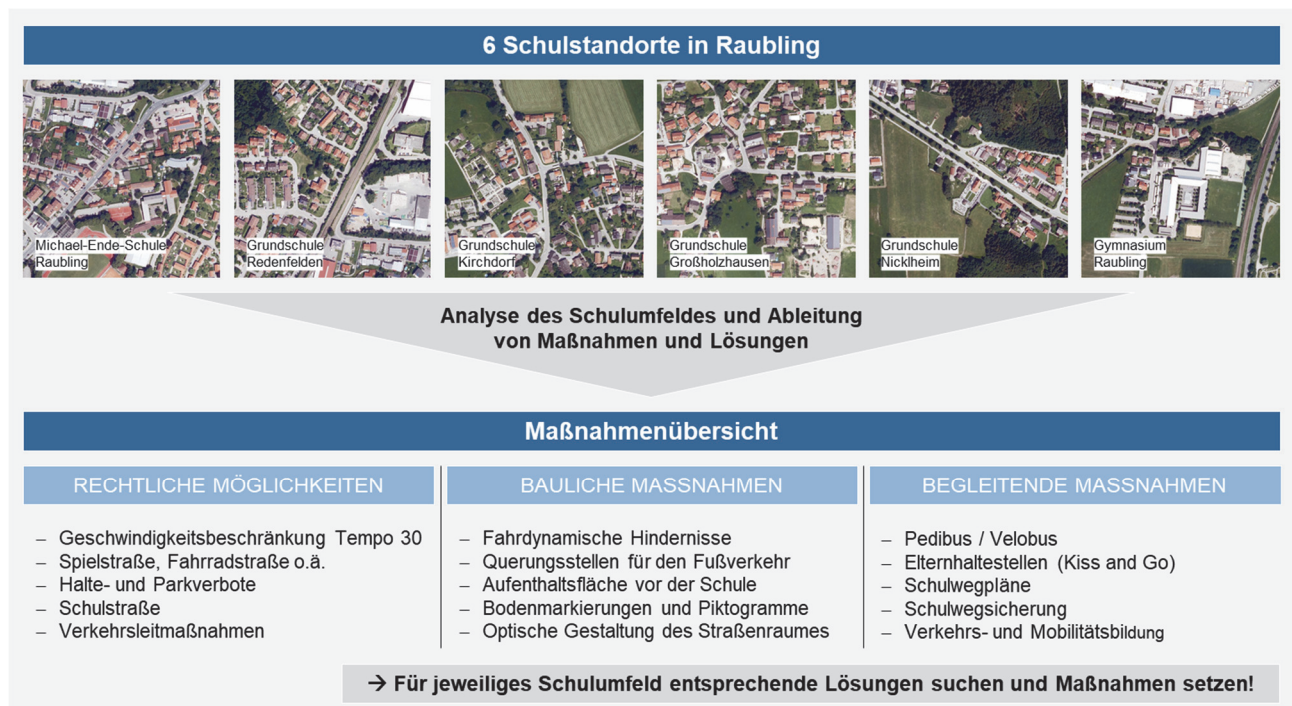 6 Schulstandorte in Raubling
Michael-Ende-Schule
Raubling
Grundschule
Redenfelden
Grundschule
Kirchdorf
Grundschule
Großholzhausen
Grundschule
Nicklheim
Gymnasium
Raubling
Analyse des Schulumfeldes und Ableitung
von Maßnahmen und Lösungen
Maßnahmenübersicht
RECHTLICHE MÖGLICHKEITEN
– Geschwindigkeitsbeschränkung Tempo 30
– Spielstraße, Fahrradstraße o.ä.
– Halte- und Parkverbote
– Schulstraße
– Verkehrsleitmaßnahmen
BAULICHE MASSNAHMEN
– Fahrdynamische Hindernisse
– Querungsstellen für den Fußverkehr
– Aufenthaltsfläche vor der Schule
– Bodenmarkierungen und Piktogramme
– Optische Gestaltung des Straßenraumes
BEGLEITENDE MASSNAHMEN
– Pedibus / Velobus
– Elternhaltestellen (Kiss and Go)
– Schulwegpläne
– Schulwegsicherung
– Verkehrs- und Mobilitätsbildung
→ Für jeweiliges Schulumfeld entsprechende Lösungen suchen und Maßnahmen setzen!